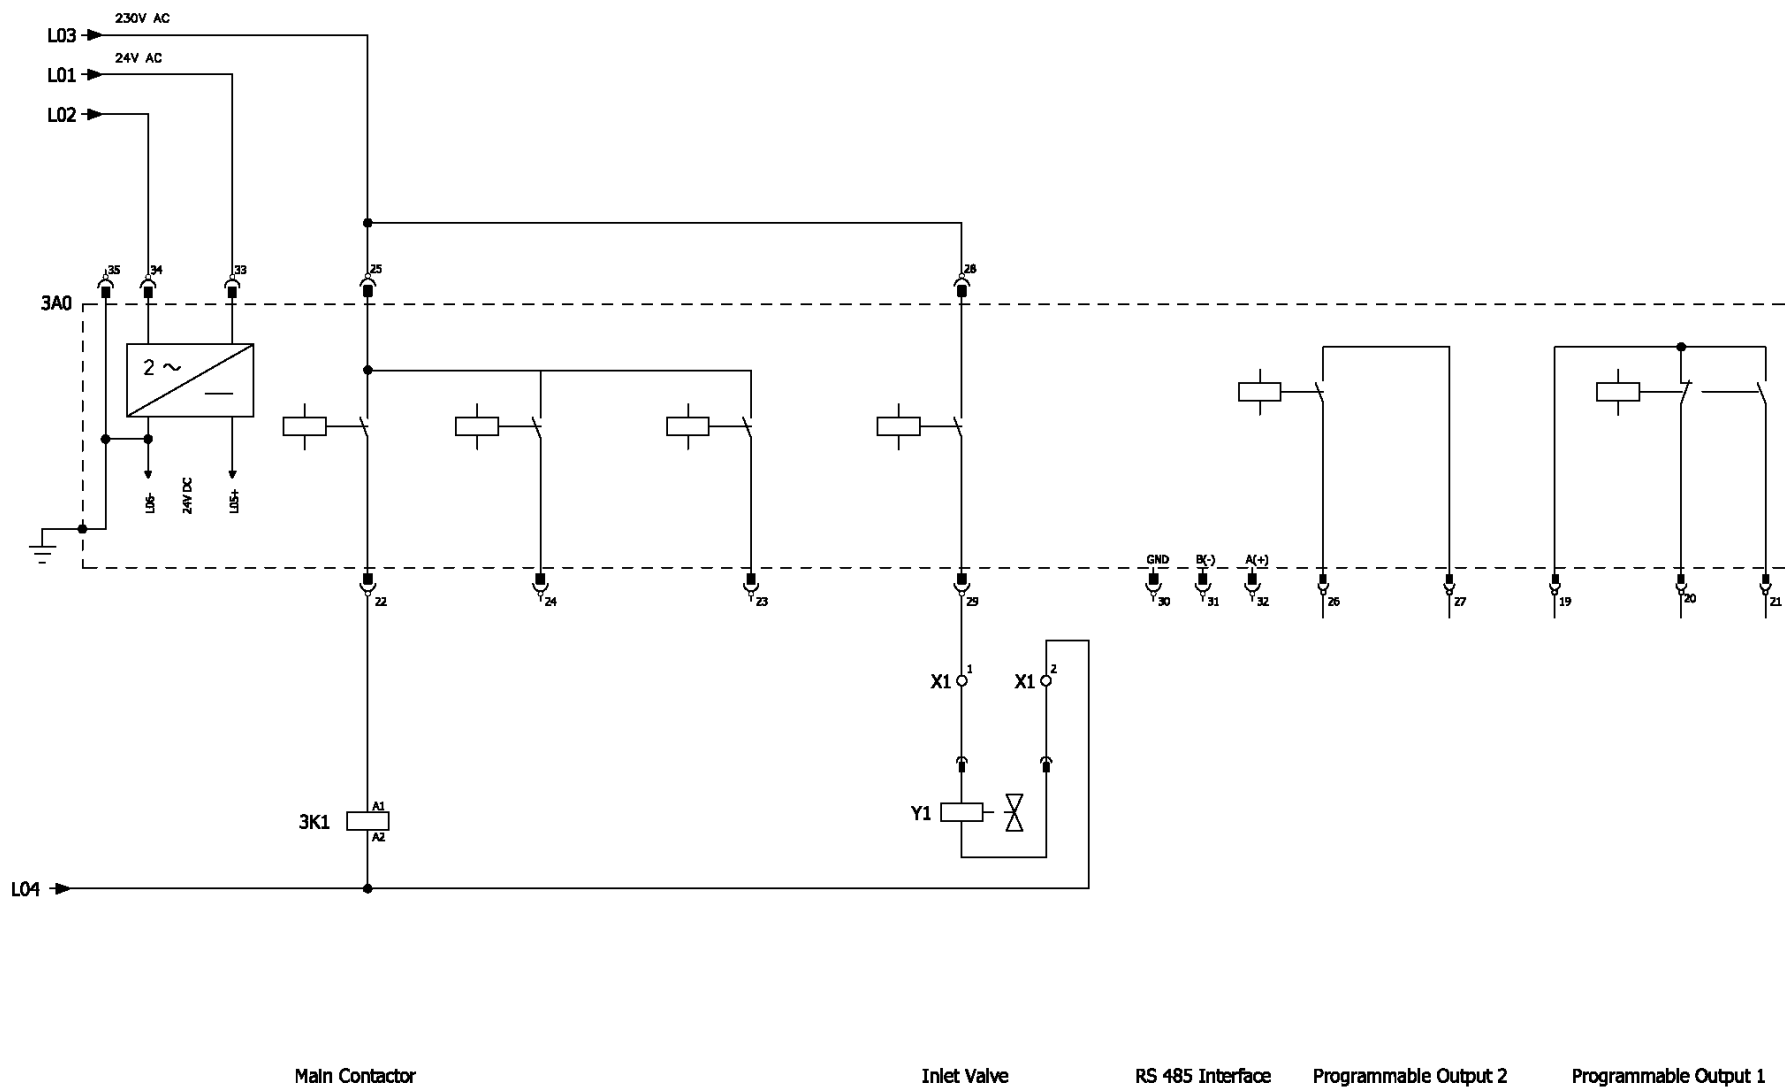 230V AC
L03
24V AC
L01
L02
35
34
33
25
28
3A0
2 ~
L06-
24V DC
L05+
GND
B(-)
A(+)
22
24
23
29
30
31
32
26
27
19
20
21
X1
1
X1
2
3K1
A1
A2
Y1
L04
Main Contactor
Inlet Valve
RS 485 Interface
Programmable Output 2
Programmable Output 1